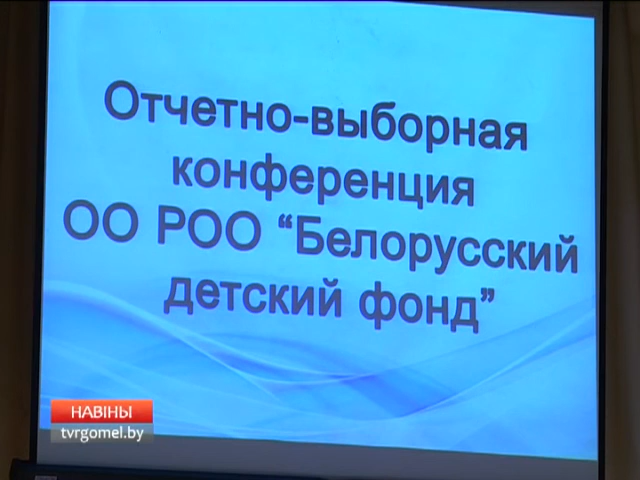 Отчетно-выборная
конференция
ОО РОО “Белорусский
детский фонд”
НАВІНЫ
tvrgomel.by